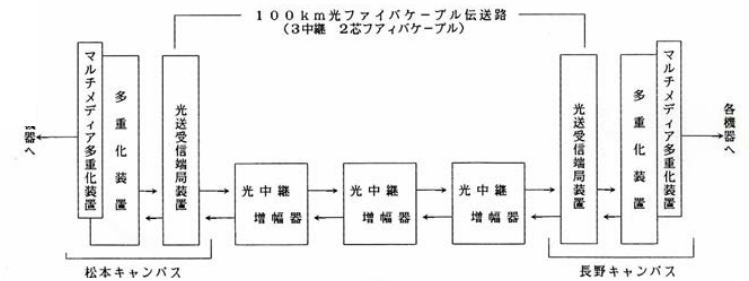 100km光ファイバケーブル伝送路
(3中継 2芯フアィバケーブル)
器へ
マルチメディア多重化装置
多重化装置
光送受信端局装置
光中継
増幅器
光中継
増幅器
光中継
増幅器
光送受信端局装置
多重化装置
マルチメディア多重化装置
各機器へ
松本キャンパス
長野キャンパス